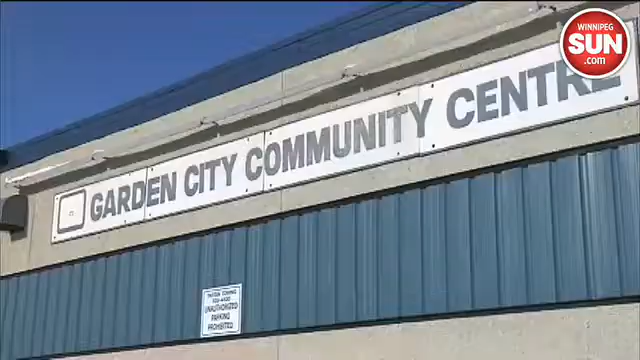 WINNIPEG
SUN
.com
GARDEN CITY COMMUNITY CENTRE
UNAUTHORIZED
PARKING
PROHIBITED